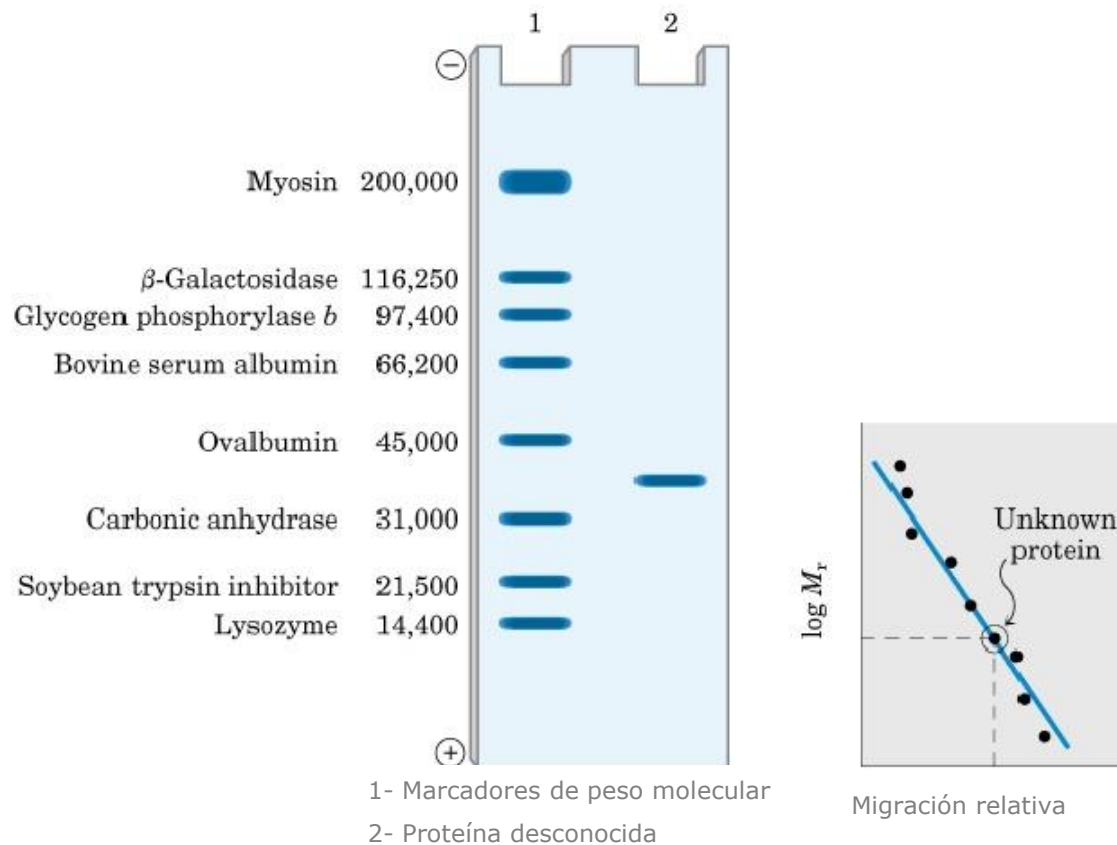 1 2
−
Myosin 200,000
β-Galactosidase 116,250
Glycogen phosphorylase b 97,400
Bovine serum albumin 66,200
Ovalbumin 45,000
Carbonic anhydrase 31,000
Soybean trypsin inhibitor 21,500
Lysozyme 14,400
+
1- Marcadores de peso molecular
2- Proteína desconocida
Unknown
protein
log Mr
Migración relativa